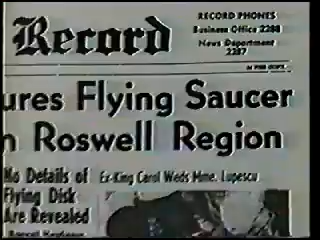 Record
RECORD PHONES
Business Office 2288
News Department
2287
ures Flying Saucer
n Roswell Region
No Details of
Flying Disk
Are Revealed
Ex-King Carol Weds Mme. Lupescu